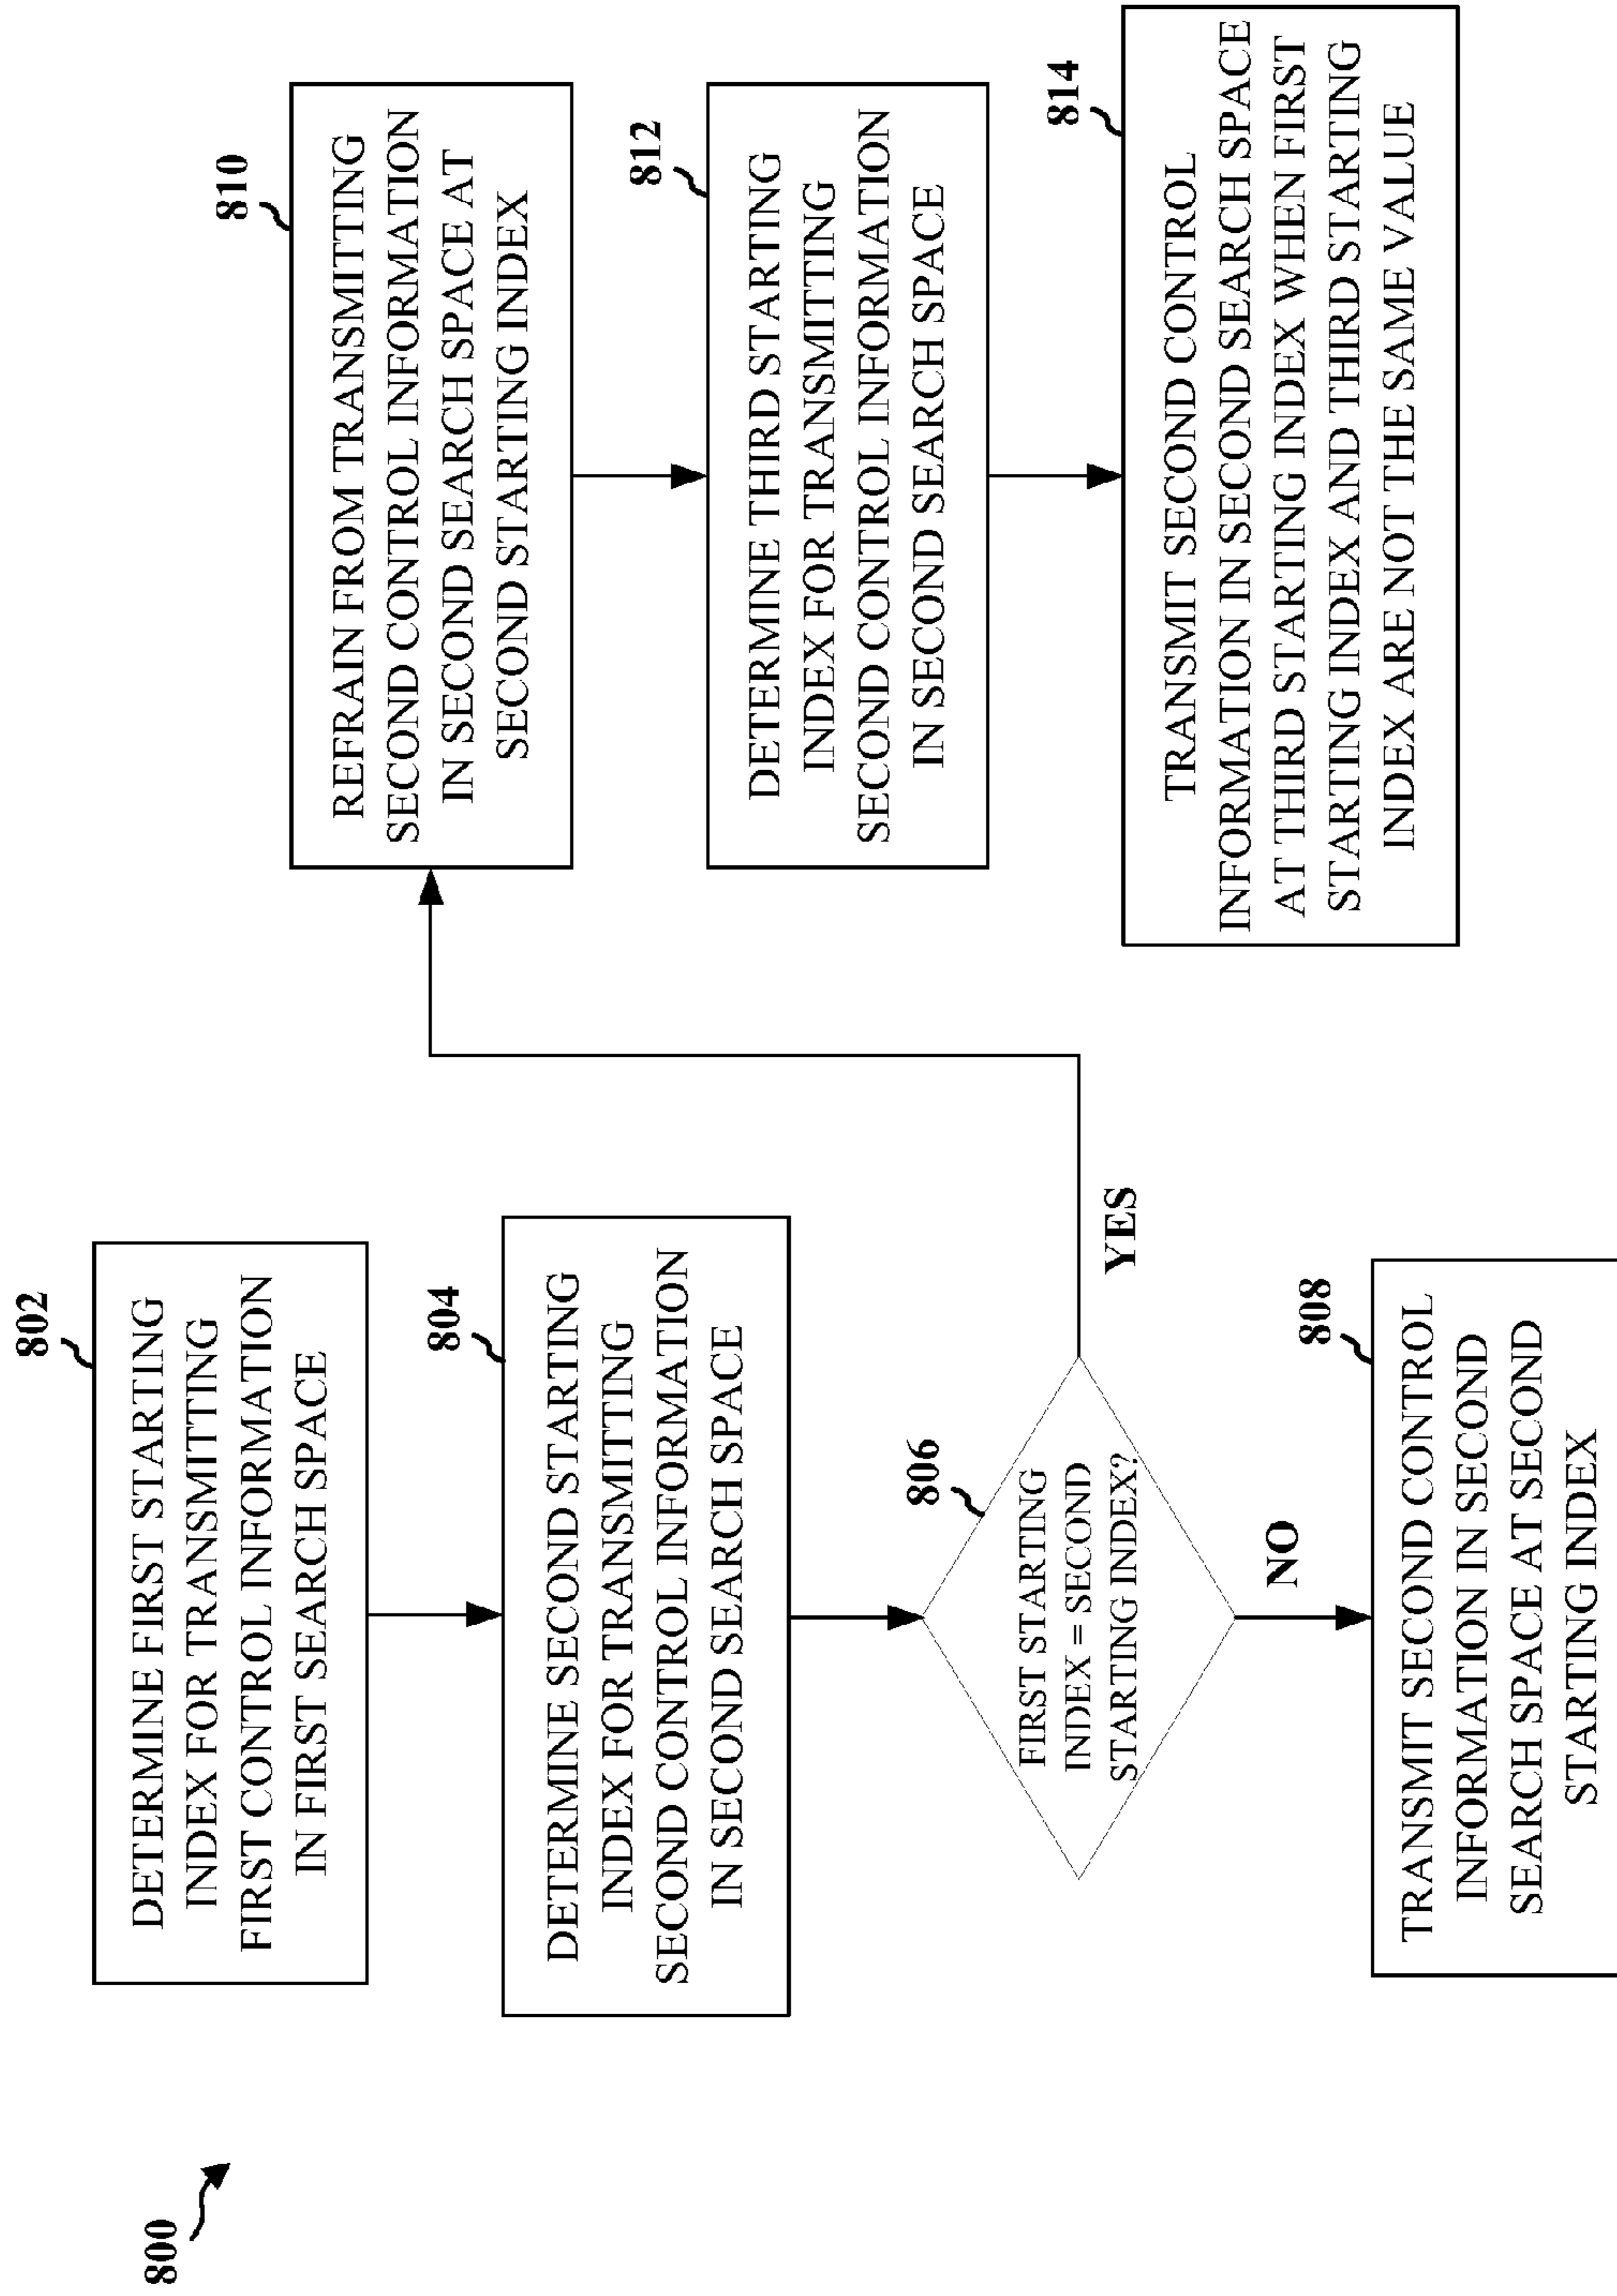 800
802
DETERMINE FIRST STARTING
INDEX FOR TRANSMITTING
FIRST CONTROL INFORMATION
IN FIRST SEARCH SPACE
804
DETERMINE SECOND STARTING
INDEX FOR TRANSMITTING
SECOND CONTROL INFORMATION
IN SECOND SEARCH SPACE
806
FIRST STARTING
INDEX = SECOND
STARTING INDEX?
YES
NO
808
TRANSMIT SECOND CONTROL
INFORMATION IN SECOND
SEARCH SPACE AT SECOND
STARTING INDEX
810
REFRAIN FROM TRANSMITTING
SECOND CONTROL INFORMATION
IN SECOND SEARCH SPACE AT
SECOND STARTING INDEX
812
DETERMINE THIRD STARTING
INDEX FOR TRANSMITTING
SECOND CONTROL INFORMATION
IN SECOND SEARCH SPACE
814
TRANSMIT SECOND CONTROL
INFORMATION IN SECOND SEARCH SPACE
AT THIRD STARTING INDEX WHEN FIRST
STARTING INDEX AND THIRD STARTING
INDEX ARE NOT THE SAME VALUE